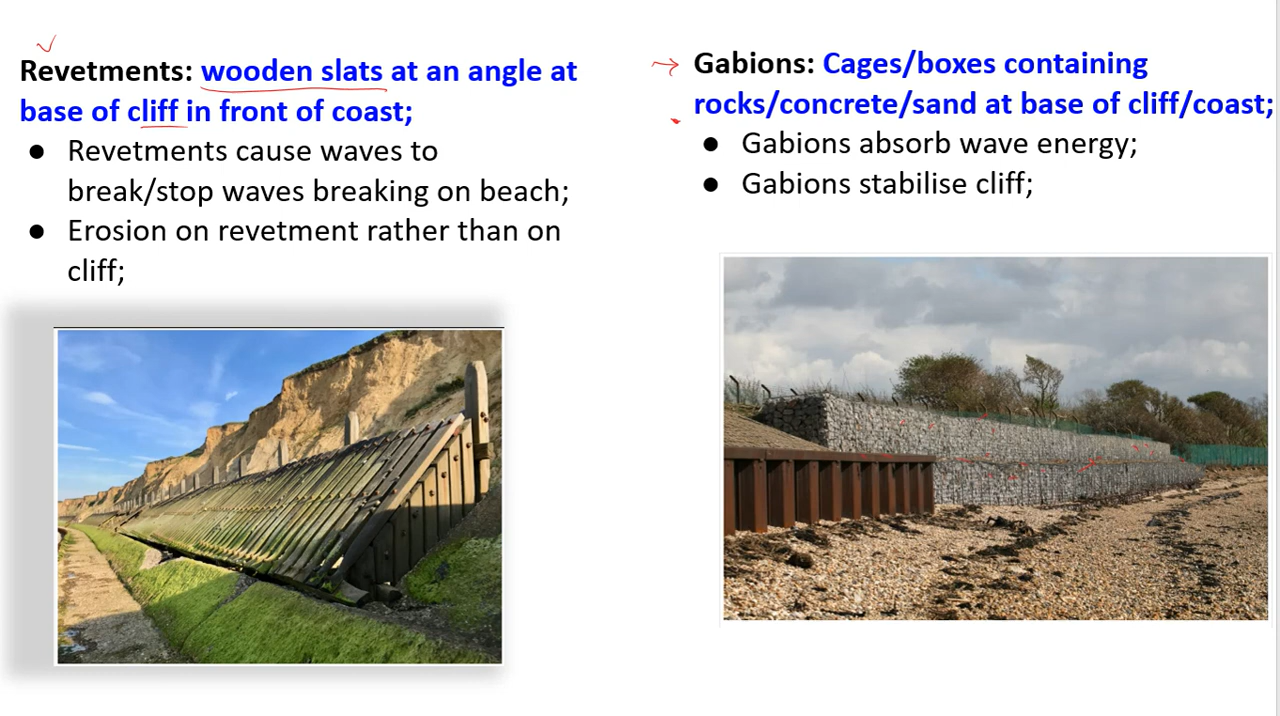 Revetments: wooden slats at an angle at
base of cliff in front of coast;
● Revetments cause waves to
break/stop waves breaking on beach;
● Erosion on revetment rather than on
cliff;
Gabions: Cages/boxes containing
rocks/concrete/sand at base of cliff/coast;
● Gabions absorb wave energy;
● Gabions stabilise cliff;